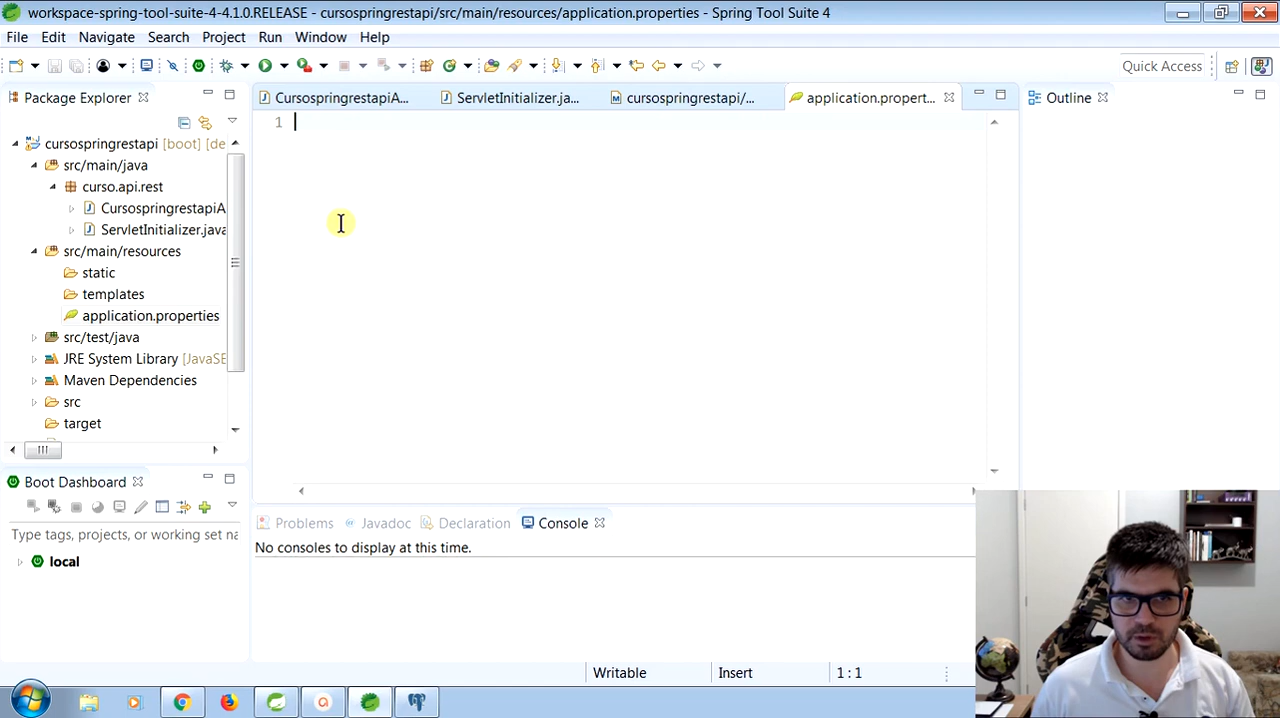 workspace-spring-tool-suite-4-4.1.0.RELEASE - cursospringrestapi/src/main/resources/application.properties - Spring Tool Suite 4
File Edit Navigate Search Project Run Window Help
Quick Access
Package Explorer
CursospringrestapiA...
ServletInitializer.ja...
cursospringrestapi/...
application.propert...
Outline
1
cursospringrestapi [boot] [de
src/main/java
curso.api.rest
CursospringrestapiA
ServletInitializer.java
src/main/resources
static
templates
application.properties
src/test/java
JRE System Library [JavaSE
Maven Dependencies
src
target
Boot Dashboard
Type tags, projects, or working set na
local
Problems Javadoc Declaration Console
No consoles to display at this time.
Writable Insert 1 : 1